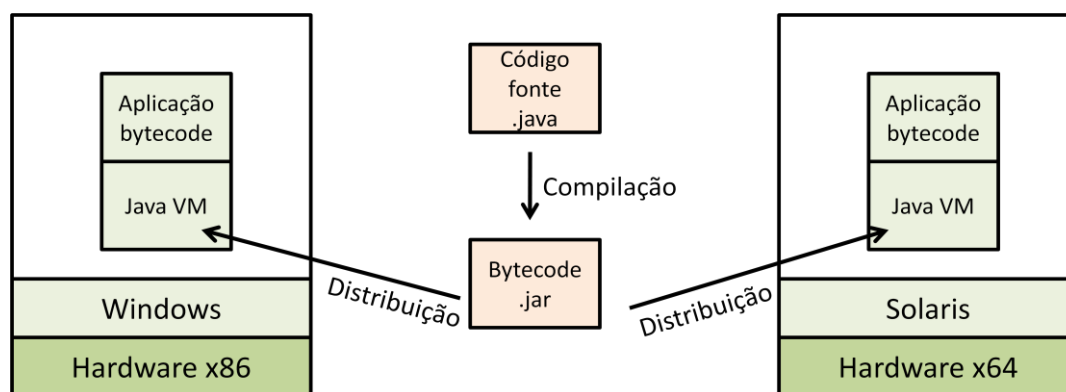 Aplicação
bytecode
Java VM
Windows
Hardware x86
Código
fonte
.java
Compilação
Bytecode
.jar
Distribuição
Distribuição
Aplicação
bytecode
Java VM
Solaris
Hardware x64